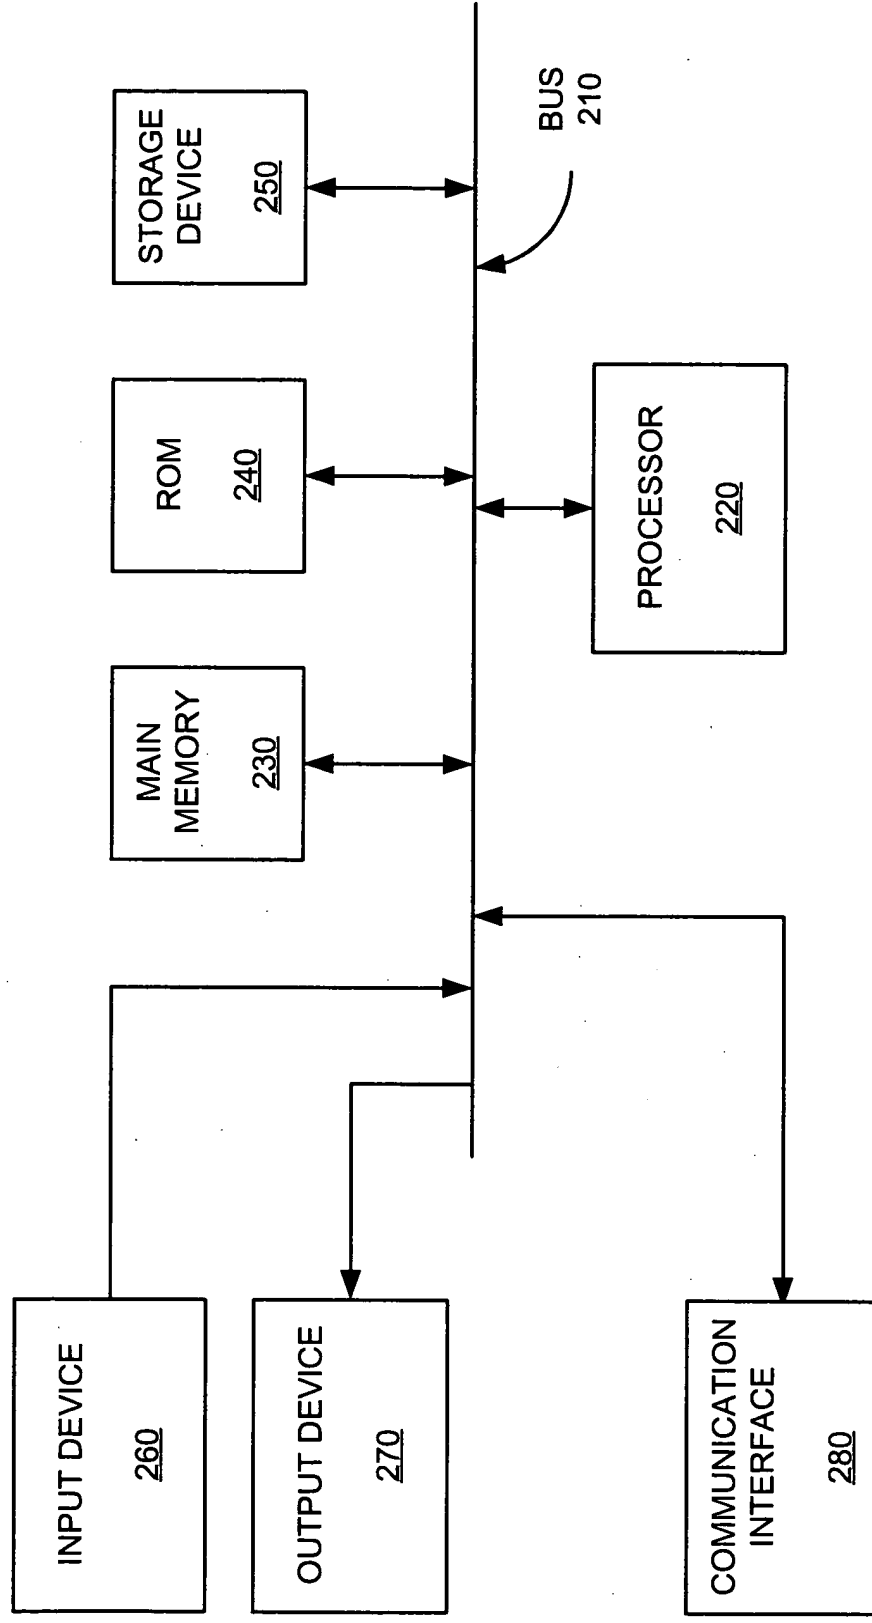 INPUT DEVICE
260
OUTPUT DEVICE
270
COMMUNICATION
INTERFACE
280
MAIN
MEMORY
230
ROM
240
STORAGE
DEVICE
250
PROCESSOR
220
BUS
210